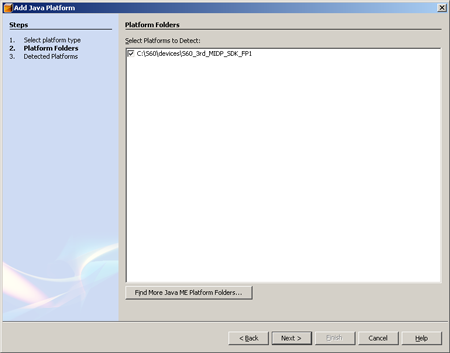 Add Java Platform
Steps
1. Select platform type
2. Platform Folders
3. Detected Platforms
Platform Folders
Select Platforms to Detect:
C:\S60\devices\S60_3rd_MIDP_SDK_FP1
Find More Java ME Platform Folders...
< Back
Next >
Finish
Cancel
Help